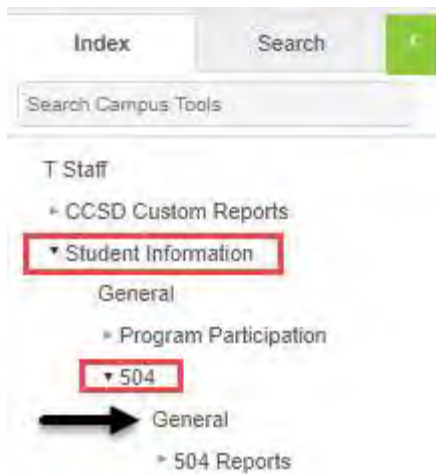 Index Search
Search Campus Tools
T Staff
CCSD Custom Reports
Student Information
General
Program Participation
504
General
504 Reports